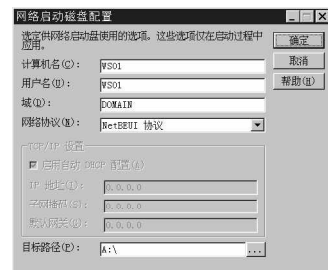 网络启动磁盘配置
选定供网络启动盘使用的选项。这些选项仅在启动过程中
应用。
确定
计算机名(C): WS01
取消
用户名(U): WS01
帮助(H)
域(D): DOMAIN
网络协议(N): NetBEUI 协议
TCP/IP 设置
启用自动 DHCP 配置(A)
IP 地址(I): 0.0.0.0
子网掩码(S): 0.0.0.0
默认网关(G): 0.0.0.0
目标路径(P): A:\ ...